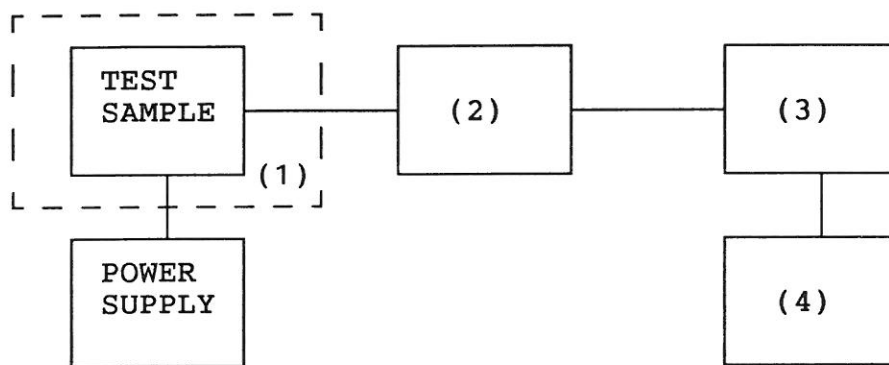 TEST
SAMPLE
(1)
(2)
(3)
POWER
SUPPLY
(4)